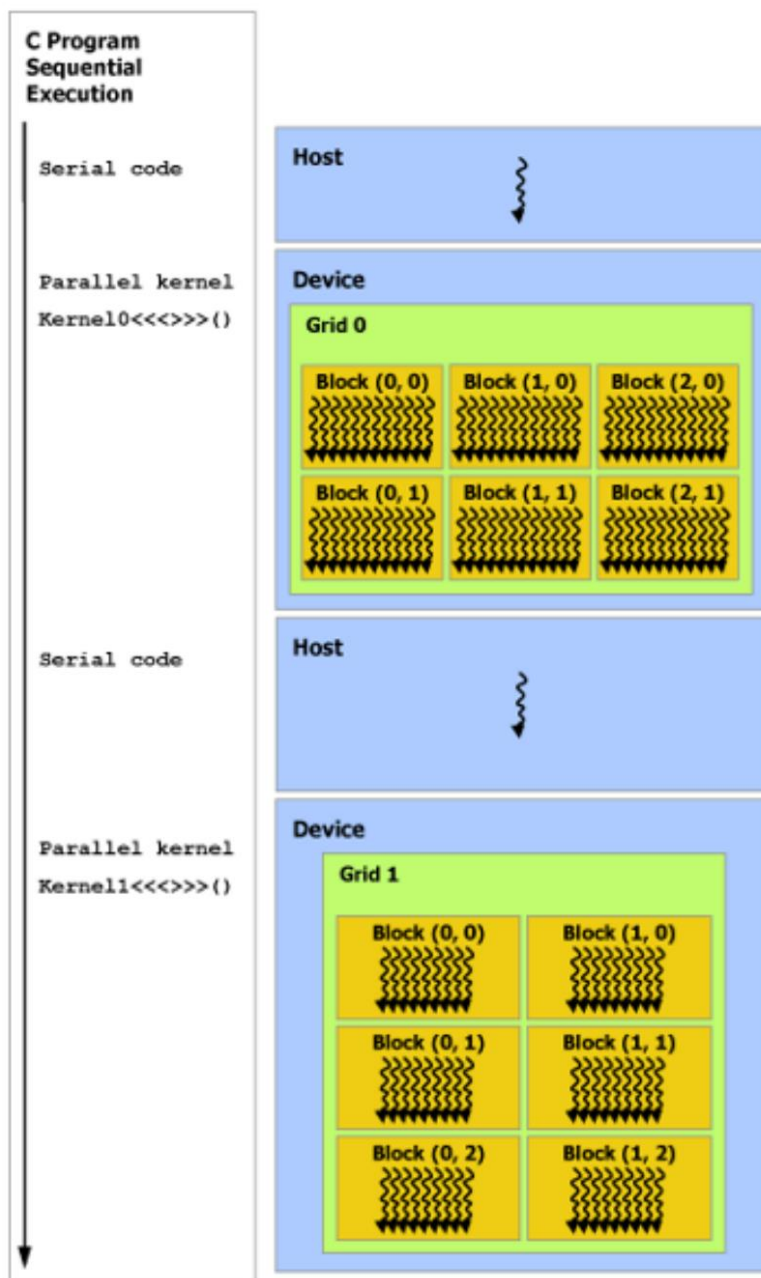 C Program
Sequential
Execution
Serial code
Host
Parallel kernel
Kernel0<<<>>>()
Device
Grid 0
Block (0, 0)
Block (1, 0)
Block (2, 0)
Block (0, 1)
Block (1, 1)
Block (2, 1)
Serial code
Host
Parallel kernel
Kernel1<<<>>>()
Device
Grid 1
Block (0, 0)
Block (1, 0)
Block (0, 1)
Block (1, 1)
Block (0, 2)
Block (1, 2)